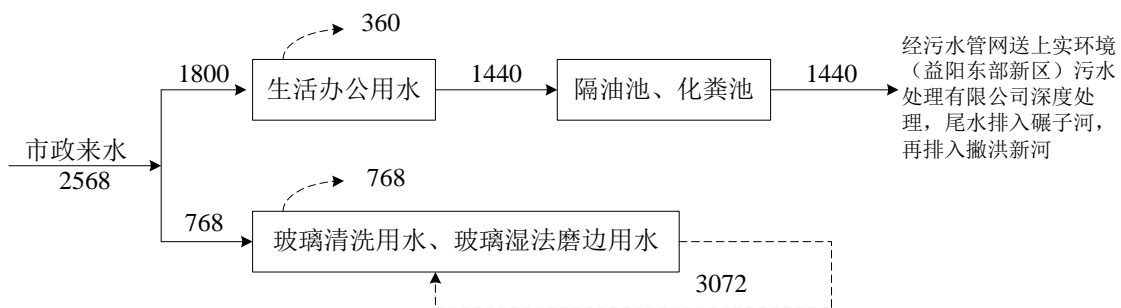 360
1800
生活办公用水
1440
隔油池、化粪池
1440
经污水管网送上实环境
（益阳东部新区）污水
处理有限公司深度处
理，尾水排入碾子河，
再排入撇洪新河
市政来水
2568
768
768
玻璃清洗用水、玻璃湿法磨边用水
3072